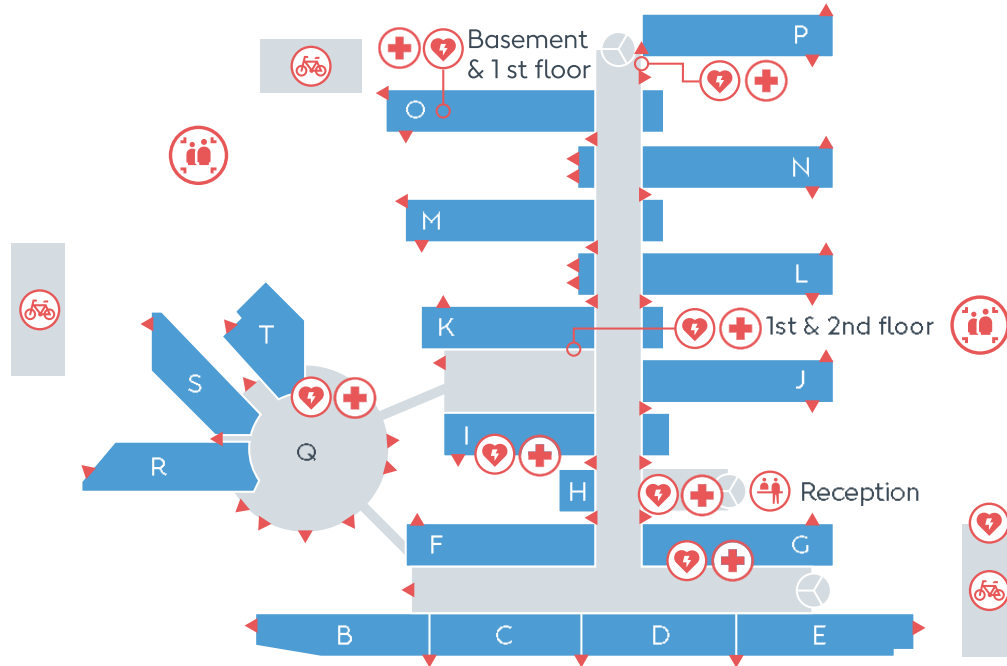 P
Basement
& 1 st floor
O
N
M
L
K
1st & 2nd floor
T
J
S
I
Q
R
H
Reception
F
G
B
C
D
E